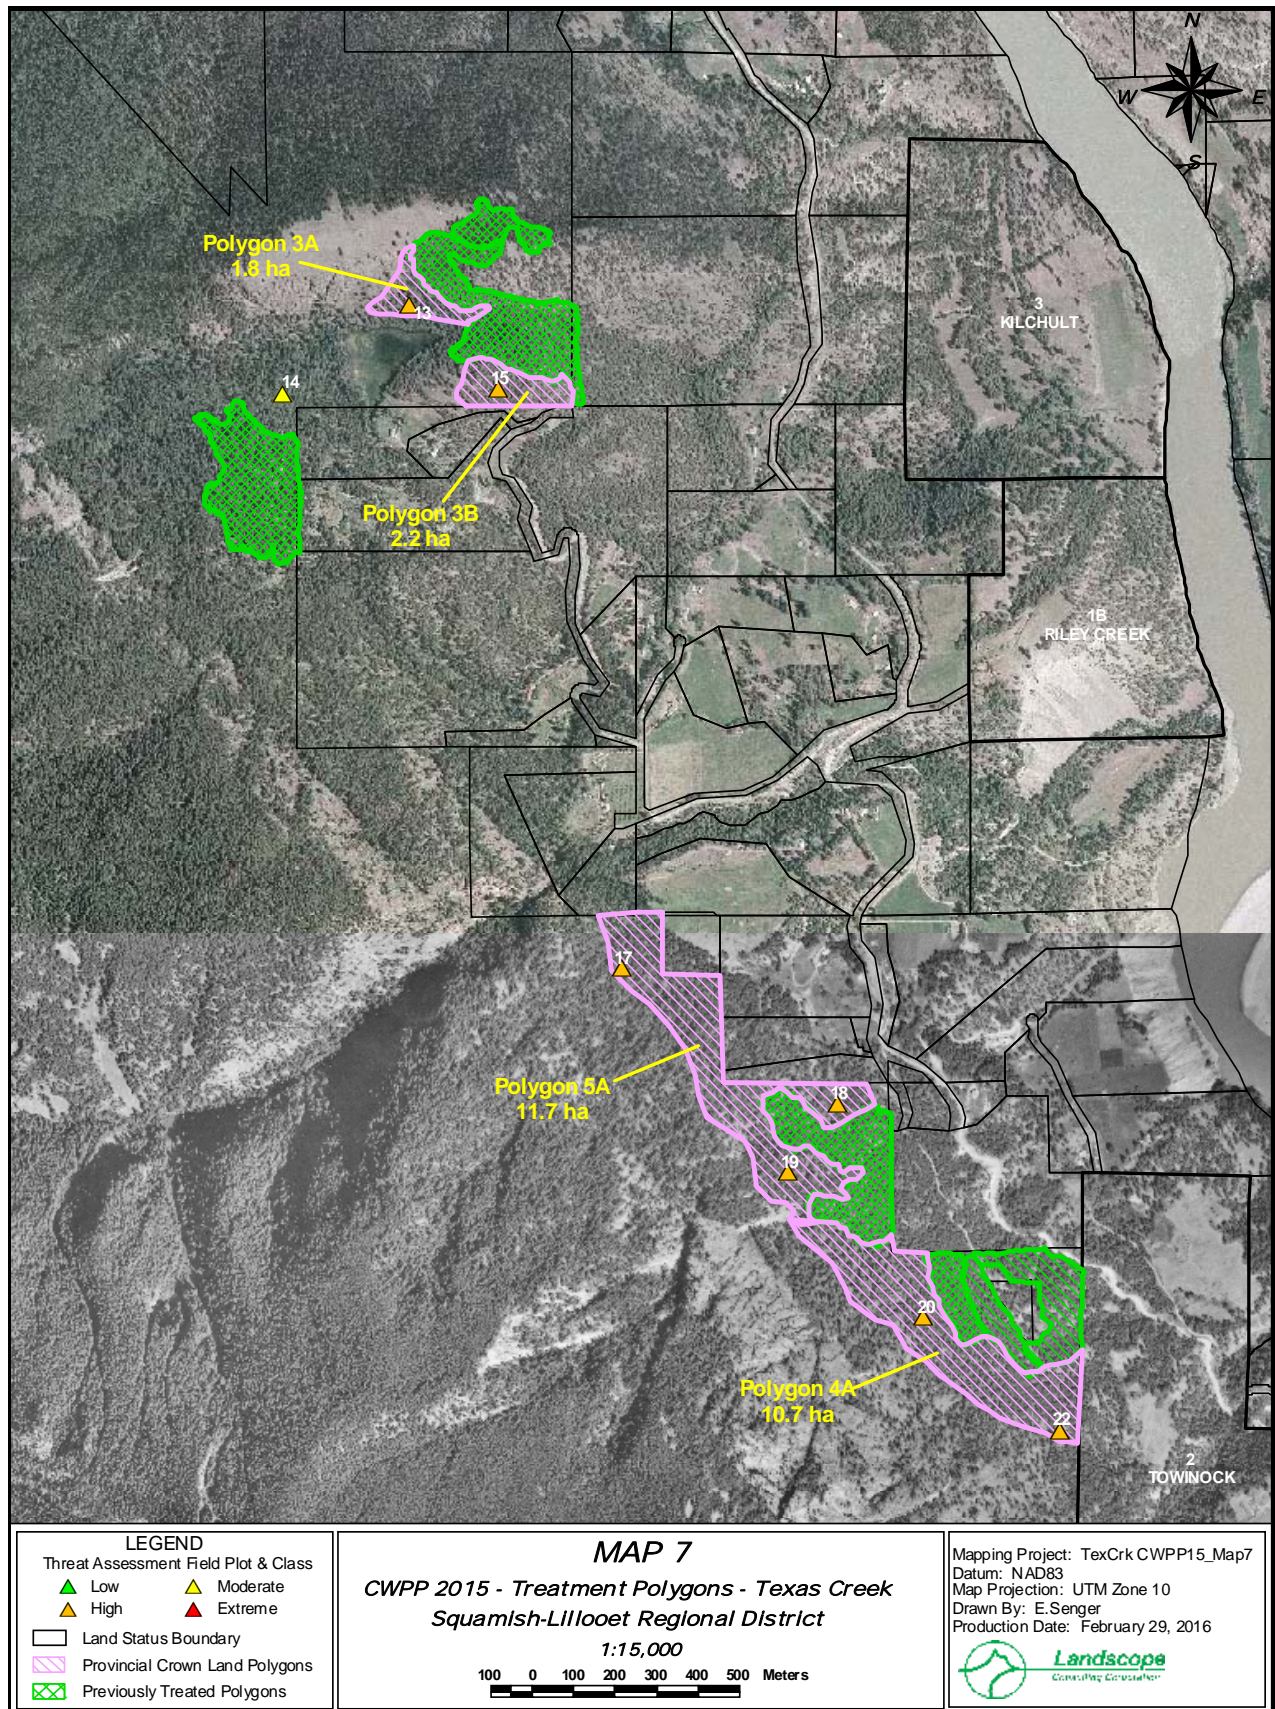 N
W
E
S
Polygon 3A
1.8 ha
13
3
KILCHULT
14
15
Polygon 3B
2.2 ha
1B
RILEY CREEK
17
Polygon 5A
11.7 ha
18
19
20
Polygon 4A
10.7 ha
22
2
TOWINOCK
LEGEND
Threat Assessment Field Plot & Class
Low
Moderate
High
Extreme
Land Status Boundary
Provincial Crown Land Polygons
Previously Treated Polygons
MAP 7
CWPP 2015 - Treatment Polygons - Texas Creek
Squamish-Lillooet Regional District
1:15,000
100 0 100 200 300 400 500 Meters
Mapping Project: TexCrk CWPP15_Map7
Datum: NAD83
Map Projection: UTM Zone 10
Drawn By: E.Senger
Production Date: February 29, 2016
Landscope
Consulting Corporation